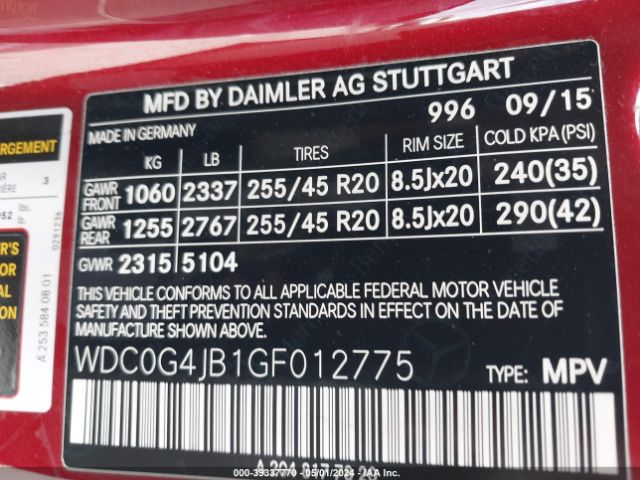 MFD BY DAIMLER AG STUTTGART
996 09/15
MADE IN GERMANY
KG LB TIRES RIM SIZE COLD KPA (PSI)
GAWR FRONT 1060 2337 255/45 R20 8.5Jx20 240(35)
GAWR REAR 1255 2767 255/45 R20 8.5Jx20 290(42)
GVWR 2315 5104
THIS VEHICLE CONFORMS TO ALL APPLICABLE FEDERAL MOTOR VEHICLE
SAFETY AND THEFT PREVENTION STANDARDS IN EFFECT ON THE DATE OF
MANUFACTURE SHOWN ABOVE.
WDC0G4JB1GF012775 TYPE: MPV
S
lbs.
lb.
0291236
A 253 584 08 01
000-39337770 - 05/01/2024 - IAA Inc.